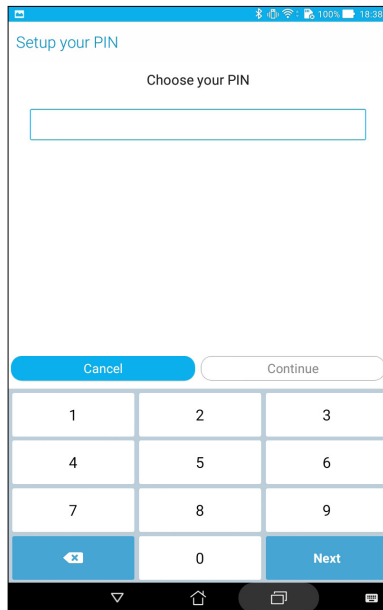 100% 18:38
Setup your PIN
Choose your PIN
Cancel Continue
1 2 3
4 5 6
7 8 9
0 Next